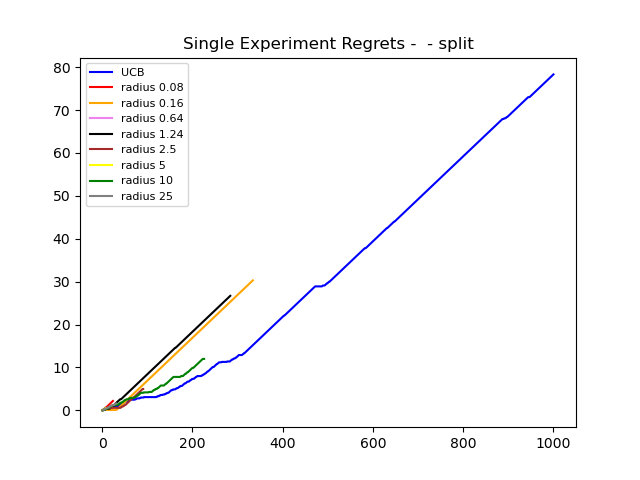 Single Experiment Regrets -  - split
UCB
radius 0.08
radius 0.16
radius 0.64
radius 1.24
radius 2.5
radius 5
radius 10
radius 25
80
70
60
50
40
30
20
10
0
0 200 400 600 800 1000